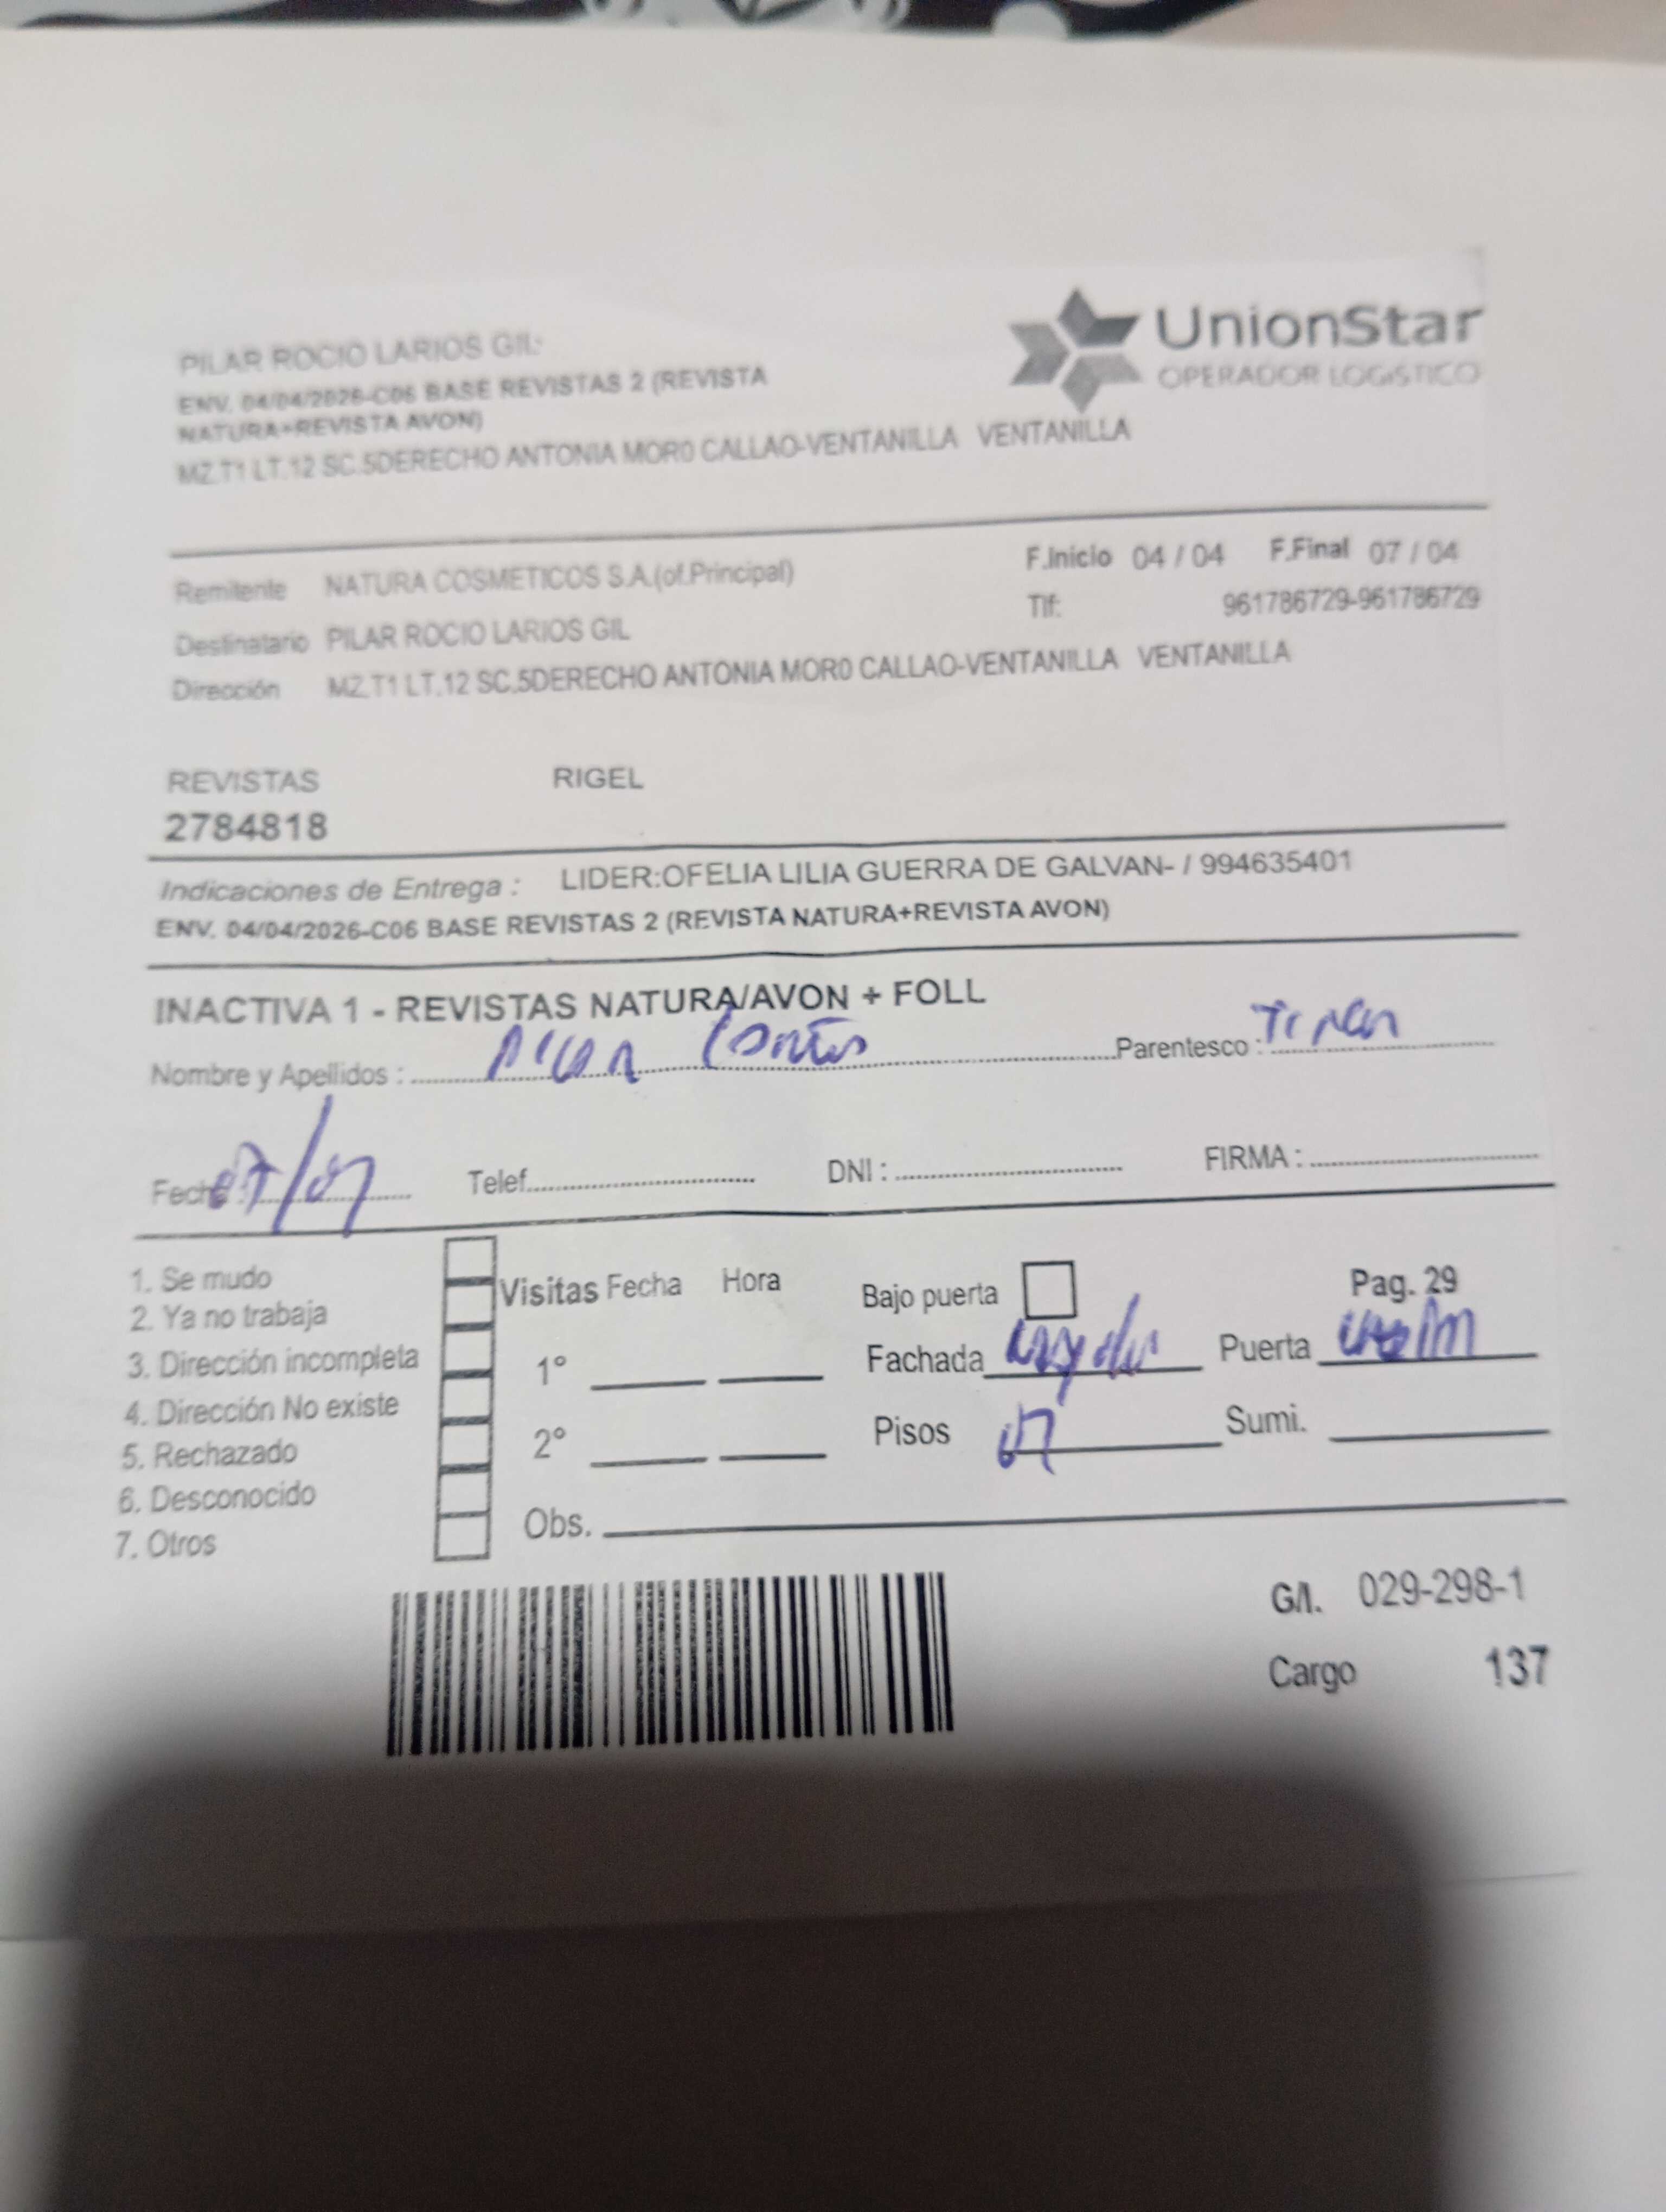 PILAR ROCIO LARIOS GIL
UnionStar
OPERADOR LOGISTICO
ENV. 04/04/2026-C06 BASE REVISTAS 2 (REVISTA
NATURA+REVISTA AVON)
MZ.T1 LT.12 SC.5DERECHO ANTONIA MOR0 CALLAO-VENTANILLA VENTANILLA
Remitente NATURA COSMETICOS S.A.(of.Principal) F.Inicio 04 / 04 F.Final 07 / 04
Tlf: 961786729-961786729
Destinatario PILAR ROCIO LARIOS GIL
Dirección MZ.T1 LT.12 SC.5DERECHO ANTONIA MOR0 CALLAO-VENTANILLA VENTANILLA
REVISTAS RIGEL
2784818
Indicaciones de Entrega : LIDER:OFELIA LILIA GUERRA DE GALVAN- / 994635401
ENV. 04/04/2026-C06 BASE REVISTAS 2 (REVISTA NATURA+REVISTA AVON)
INACTIVA 1 - REVISTAS NATURA/AVON + FOLL
Nombre y Apellidos : Parentesco :
Fecha : Telef. DNI : FIRMA :
1. Se mudo
2. Ya no trabaja
3. Dirección incompleta
4. Dirección No existe
5. Rechazado
6. Desconocido
7. Otros
Visitas Fecha Hora
1°
2°
Obs.
Bajo puerta Pag. 29
Fachada Puerta
Pisos Sumi.
G/I. 029-298-1
Cargo 137